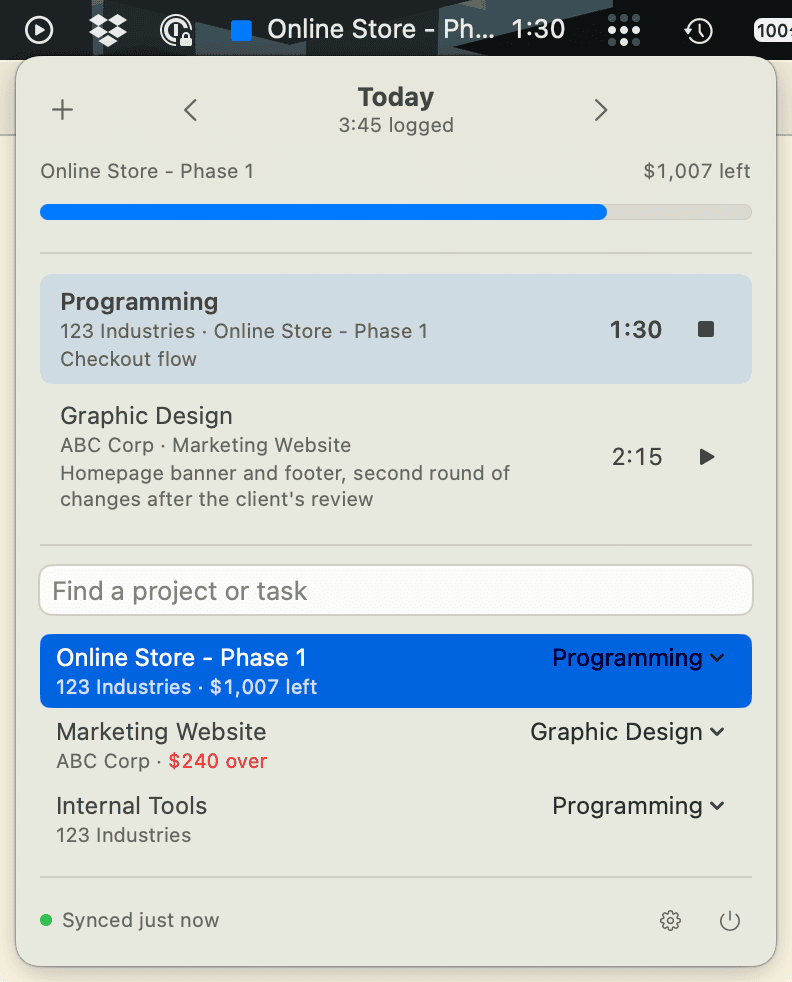 Online Store - Ph... 1:30
100
Today
3:45 logged
Online Store - Phase 1 $1,007 left
Programming
123 Industries · Online Store - Phase 1
Checkout flow
1:30
Graphic Design
ABC Corp · Marketing Website
Homepage banner and footer, second round of
changes after the client's review
2:15
Find a project or task
Online Store - Phase 1 Programming
123 Industries · $1,007 left
Marketing Website Graphic Design
ABC Corp · $240 over
Internal Tools Programming
123 Industries
Synced just now